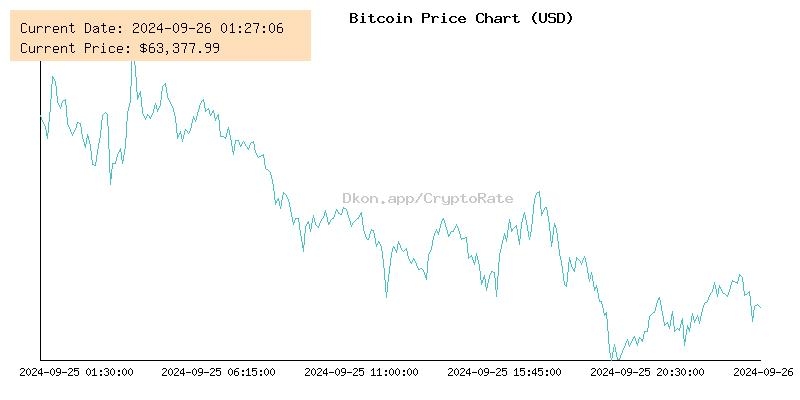 Bitcoin Price Chart (USD)
Current Date: 2024-09-26 01:27:06
Current Price: $63,377.99
Dkon.app/CryptoRate
2024-09-25 01:30:00 2024-09-25 06:15:00 2024-09-25 11:00:00 2024-09-25 15:45:00 2024-09-25 20:30:00 2024-09-26